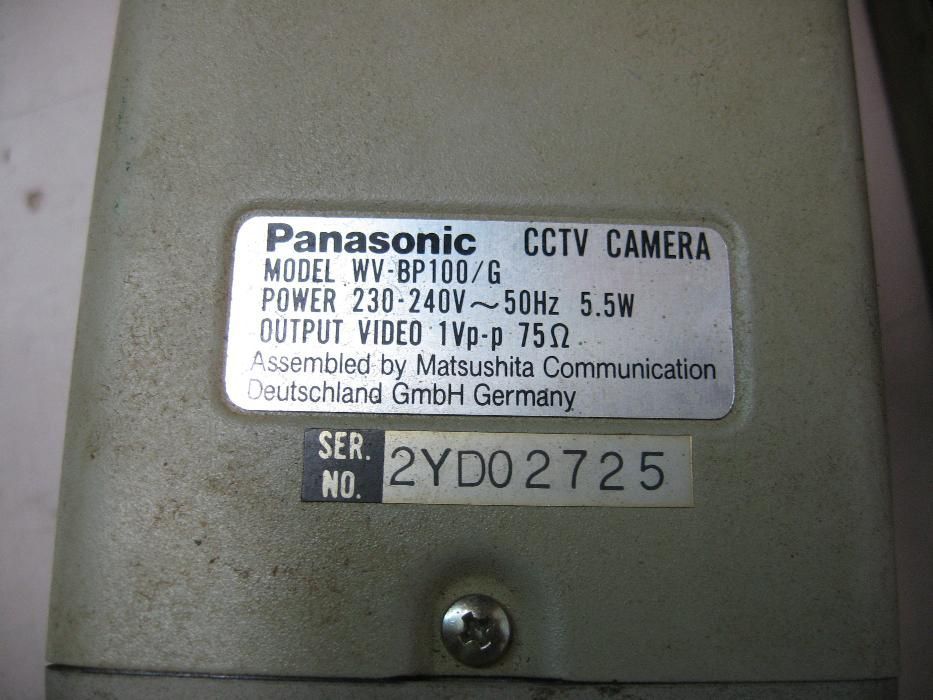 Panasonic CCTV CAMERA
MODEL WV-BP100/G
POWER 230-240V～50Hz 5.5W
OUTPUT VIDEO 1Vp-p 75Ω
Assembled by Matsushita Communication
Deutschland GmbH Germany
SER. NO. 2YD02725